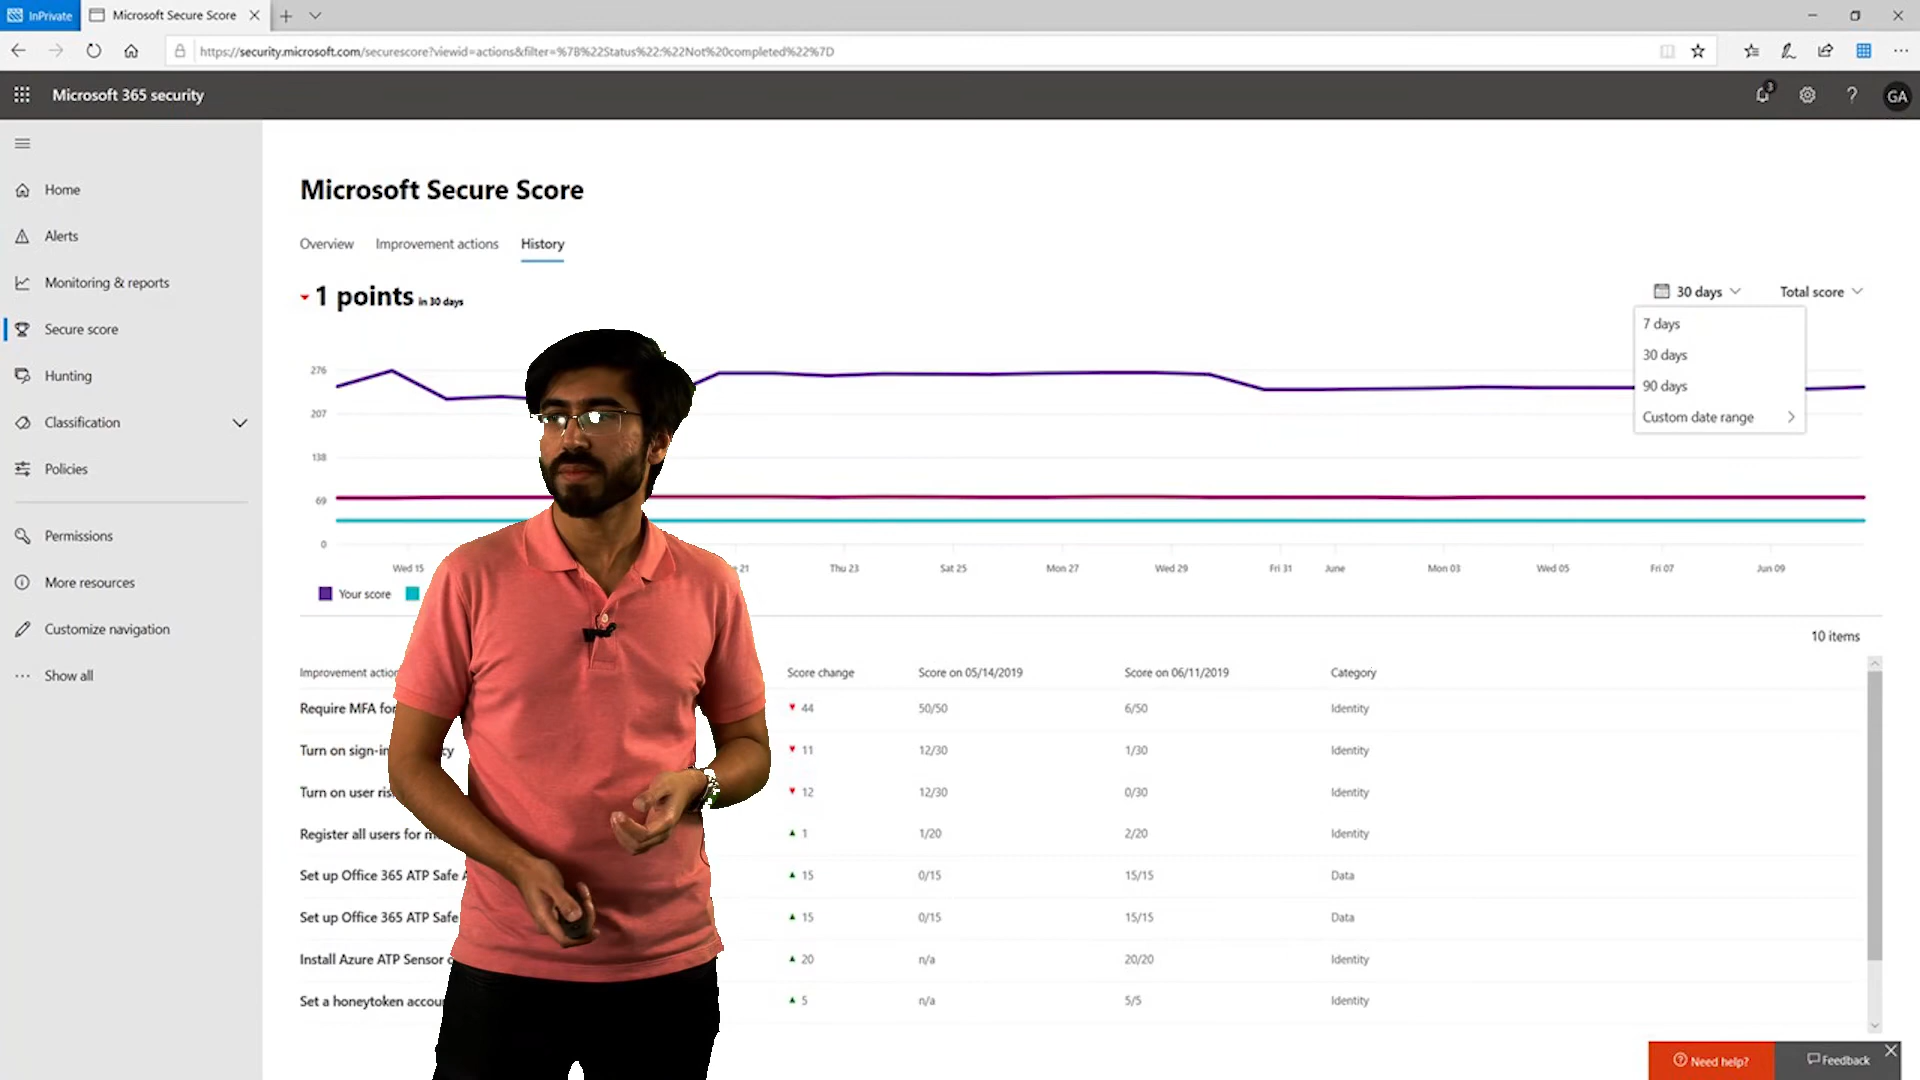 InPrivate
Microsoft Secure Score
https://security.microsoft.com/securescore?viewid=actions&filter=%7B%22Status%22:%22Not%20completed%22%7D
Microsoft 365 security
3
GA
Home
Alerts
Monitoring & reports
Secure score
Hunting
Classification
Policies
Permissions
More resources
Customize navigation
Show all
Microsoft Secure Score
Overview Improvement actions History
1 points in 30 days
30 days Total score
7 days
30 days
90 days
Custom date range
276
207
138
69
0
Wed 15 21 Thu 23 Sat 25 Mon 27 Wed 29 Fri 31 June Mon 03 Wed 05 Fri 07 Jun 09
Your score
10 items
Improvement Score change Score on 05/14/2019 Score on 06/11/2019 Category
Require MFA for 44 50/50 6/50 Identity
Turn on 11 12/30 1/30 Identity
Turn on user 12 12/30 0/30 Identity
Register all users for 1 1/20 2/20 Identity
Set up Office 365 ATP Safe 15 0/15 15/15 Data
Set up Office 365 ATP Safe 15 0/15 15/15 Data
Install Azure ATP Sensor 20 n/a 20/20 Identity
Set a honeytoken 5 n/a 5/5 Identity
Need help? Feedback